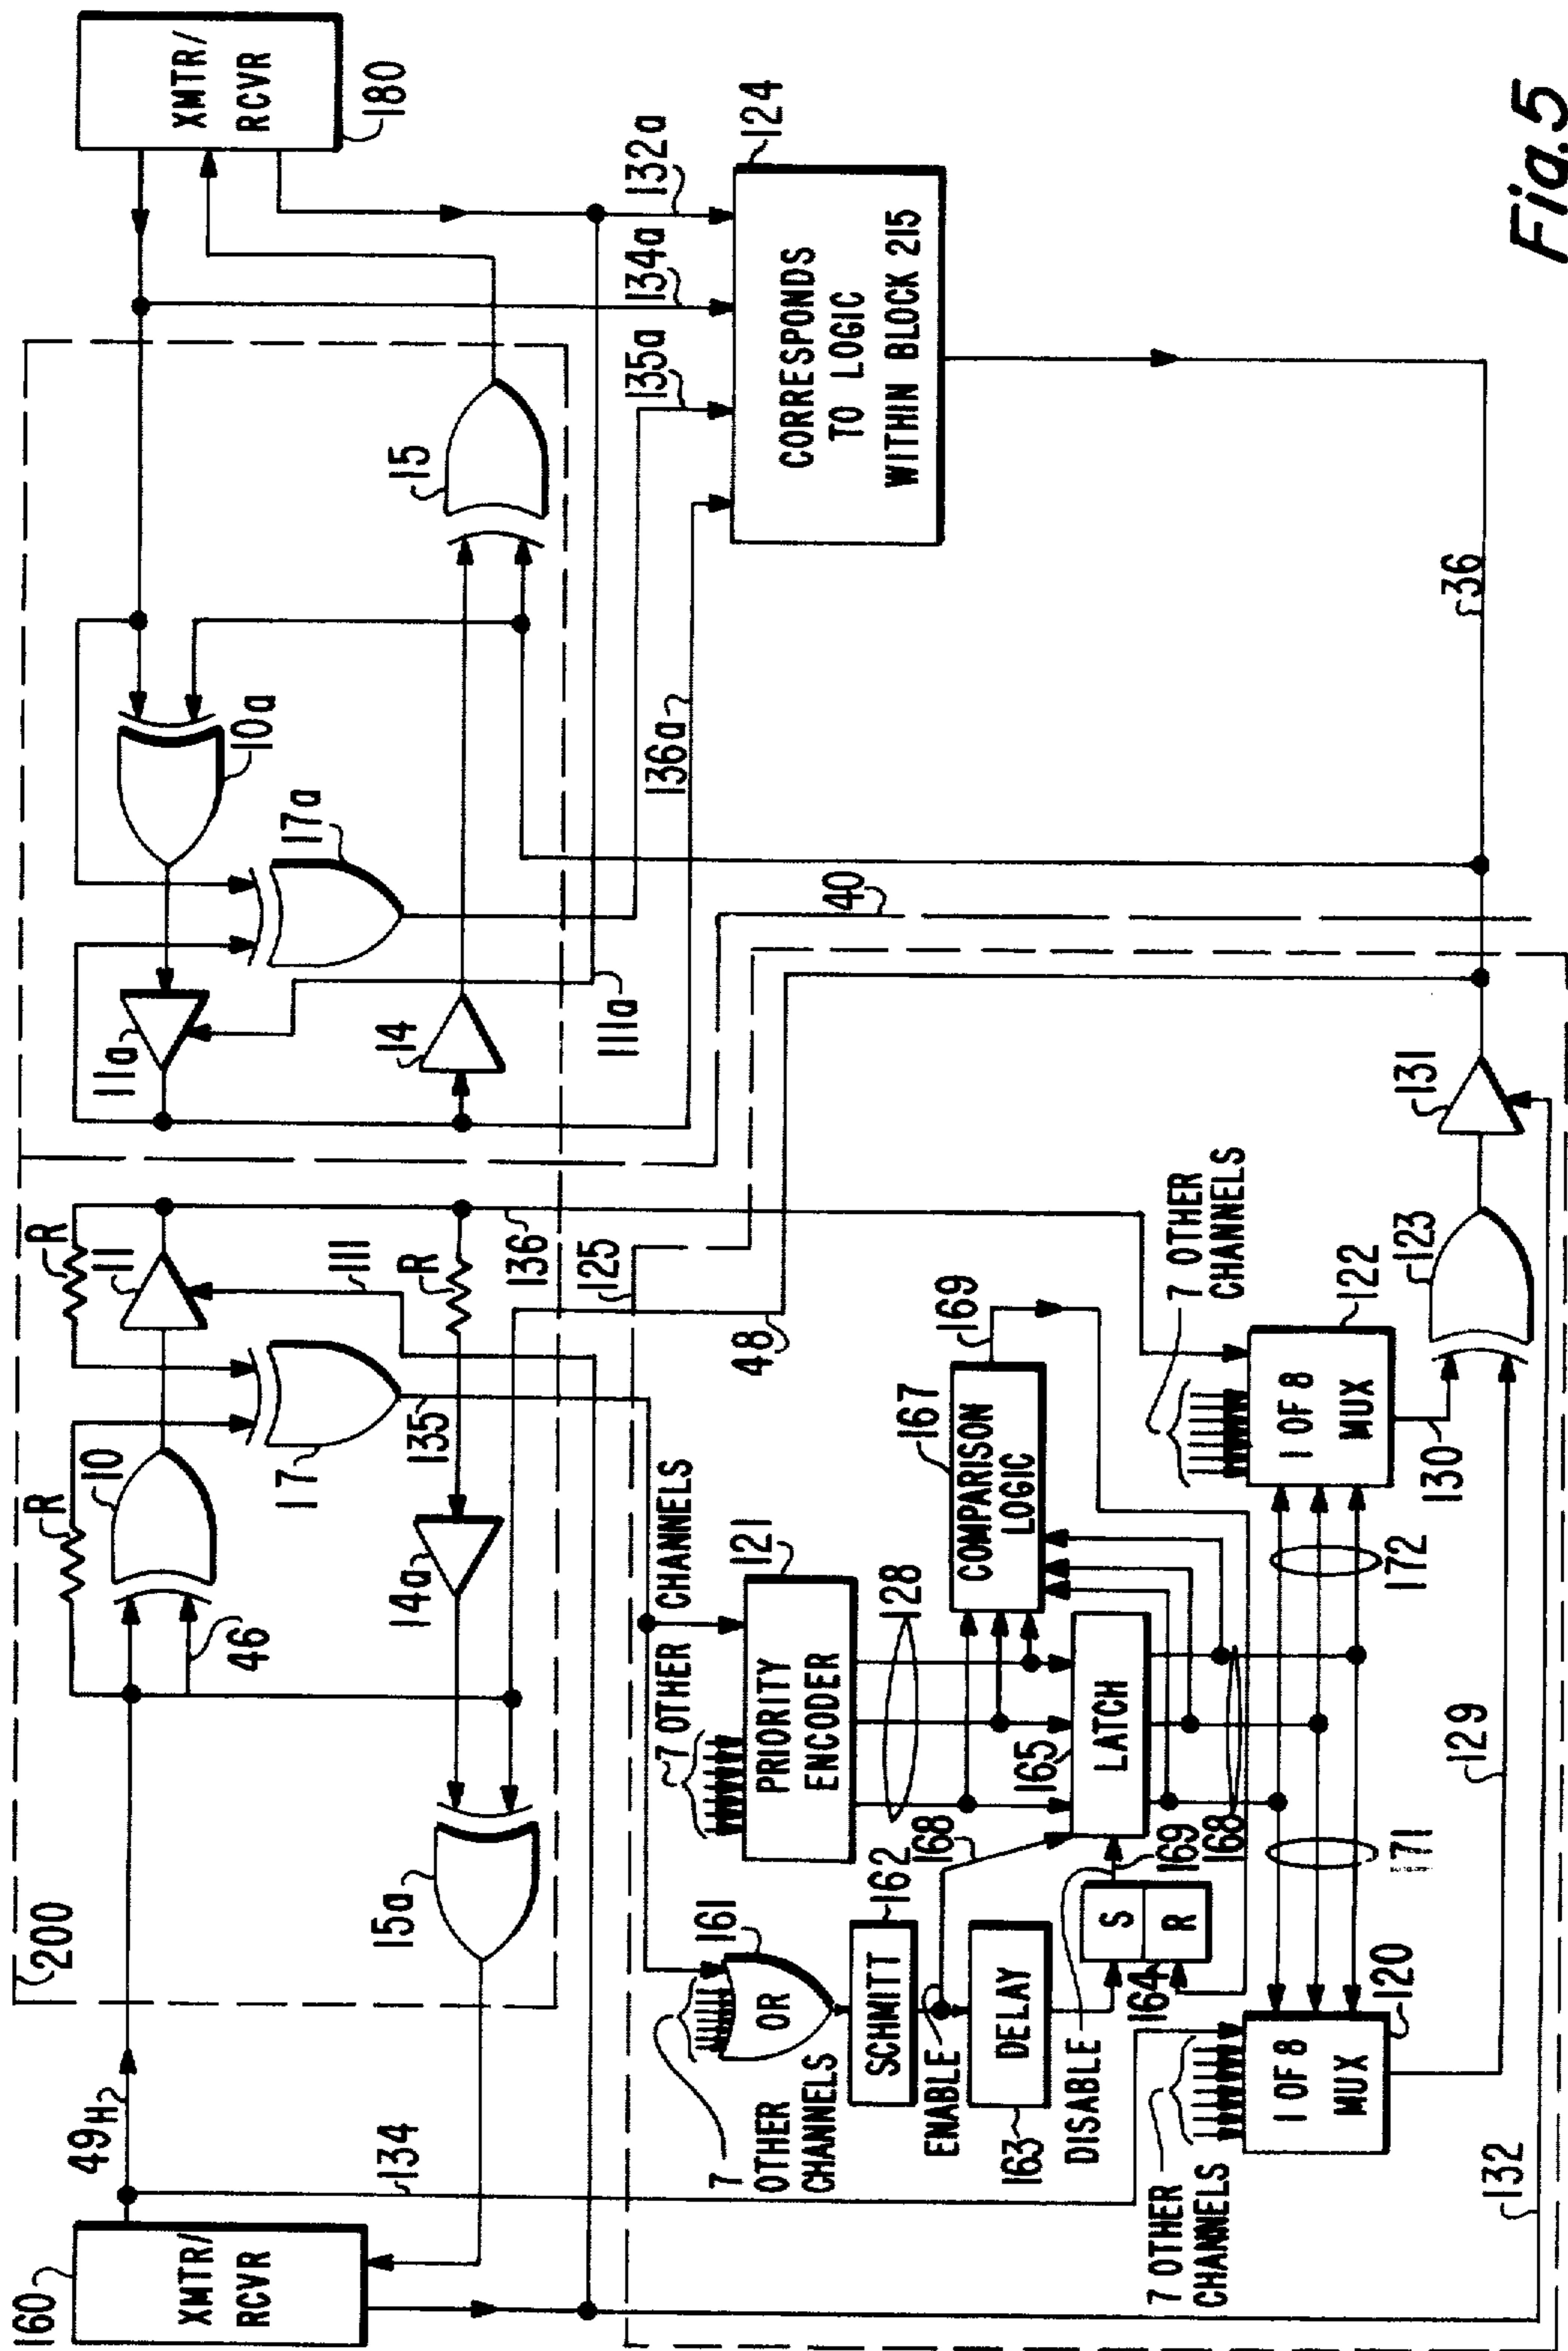 160
XMTR/
RCVR
49H
134
200
R
10
46
R
11
111
17
135
R
136
14a
15a
125
48
11a
10a
17a
14
111a
15
136a
135a
134a
132a
XMTR/
RCVR
180
124
CORRESPONDS
TO LOGIC
WITHIN BLOCK 215
40
36
7 OTHER CHANNELS
121
PRIORITY
ENCODER
128
7
OTHER
CHANNELS
OR
161
SCHMITT
162
ENABLE
DELAY
163
DISABLE
S
R
164
168
165
LATCH
169
168
167
COMPARISON
LOGIC
169
171
172
7 OTHER
CHANNELS
1 OF 8
MUX
120
7 OTHER
CHANNELS
1 OF 8
MUX
122
130
123
131
129
132
Fig.5